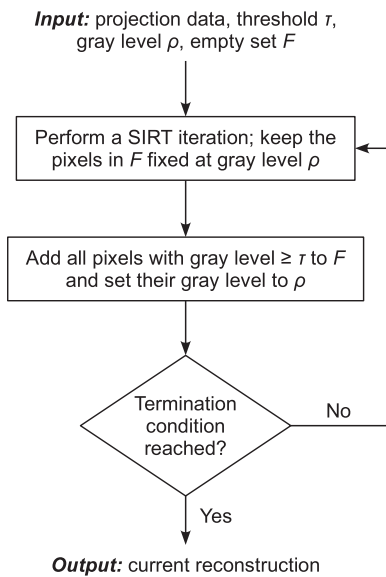 Input: projection data, threshold τ,
gray level ρ, empty set F
Perform a SIRT iteration; keep the
pixels in F fixed at gray level ρ
Add all pixels with gray level ≥ τ to F
and set their gray level to ρ
Termination
condition
reached?
No
Yes
Output: current reconstruction